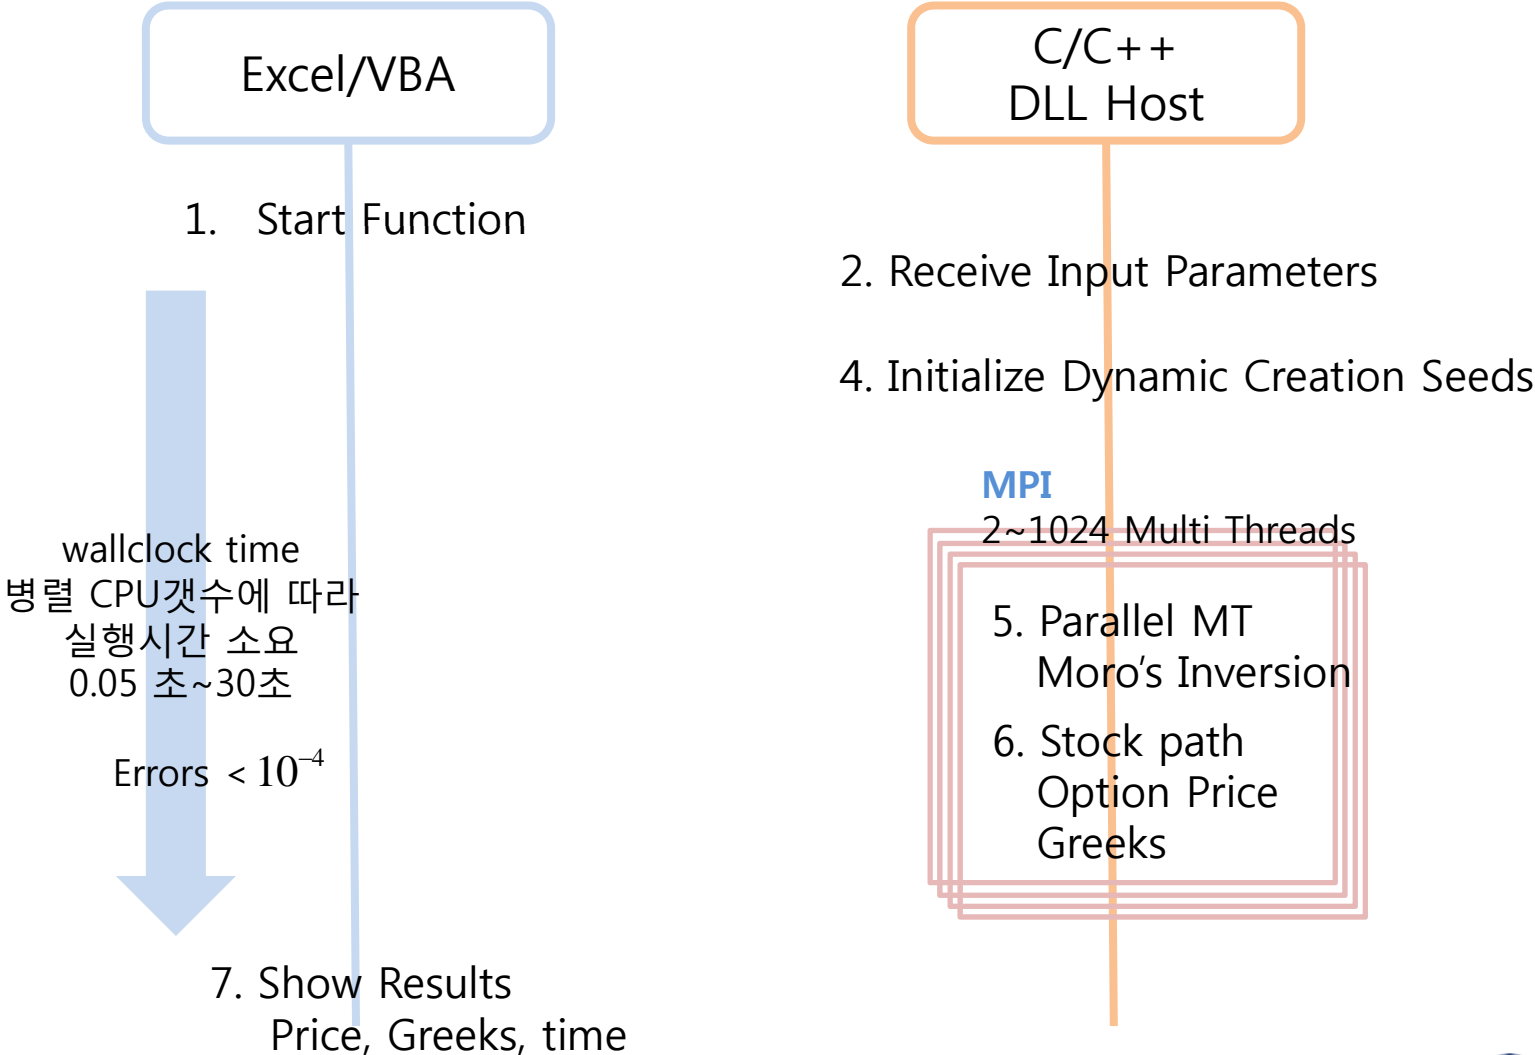 Excel/VBA
C/C++
DLL Host
1. Start Function
2. Receive Input Parameters
4. Initialize Dynamic Creation Seeds
MPI
2~1024 Multi Threads
wallclock time
병렬 CPU갯수에 따라
실행시간 소요
0.05 초~30초
Errors < 10⁻⁴
5. Parallel MT
Moro's Inversion
6. Stock path
Option Price
Greeks
7. Show Results
Price, Greeks, time